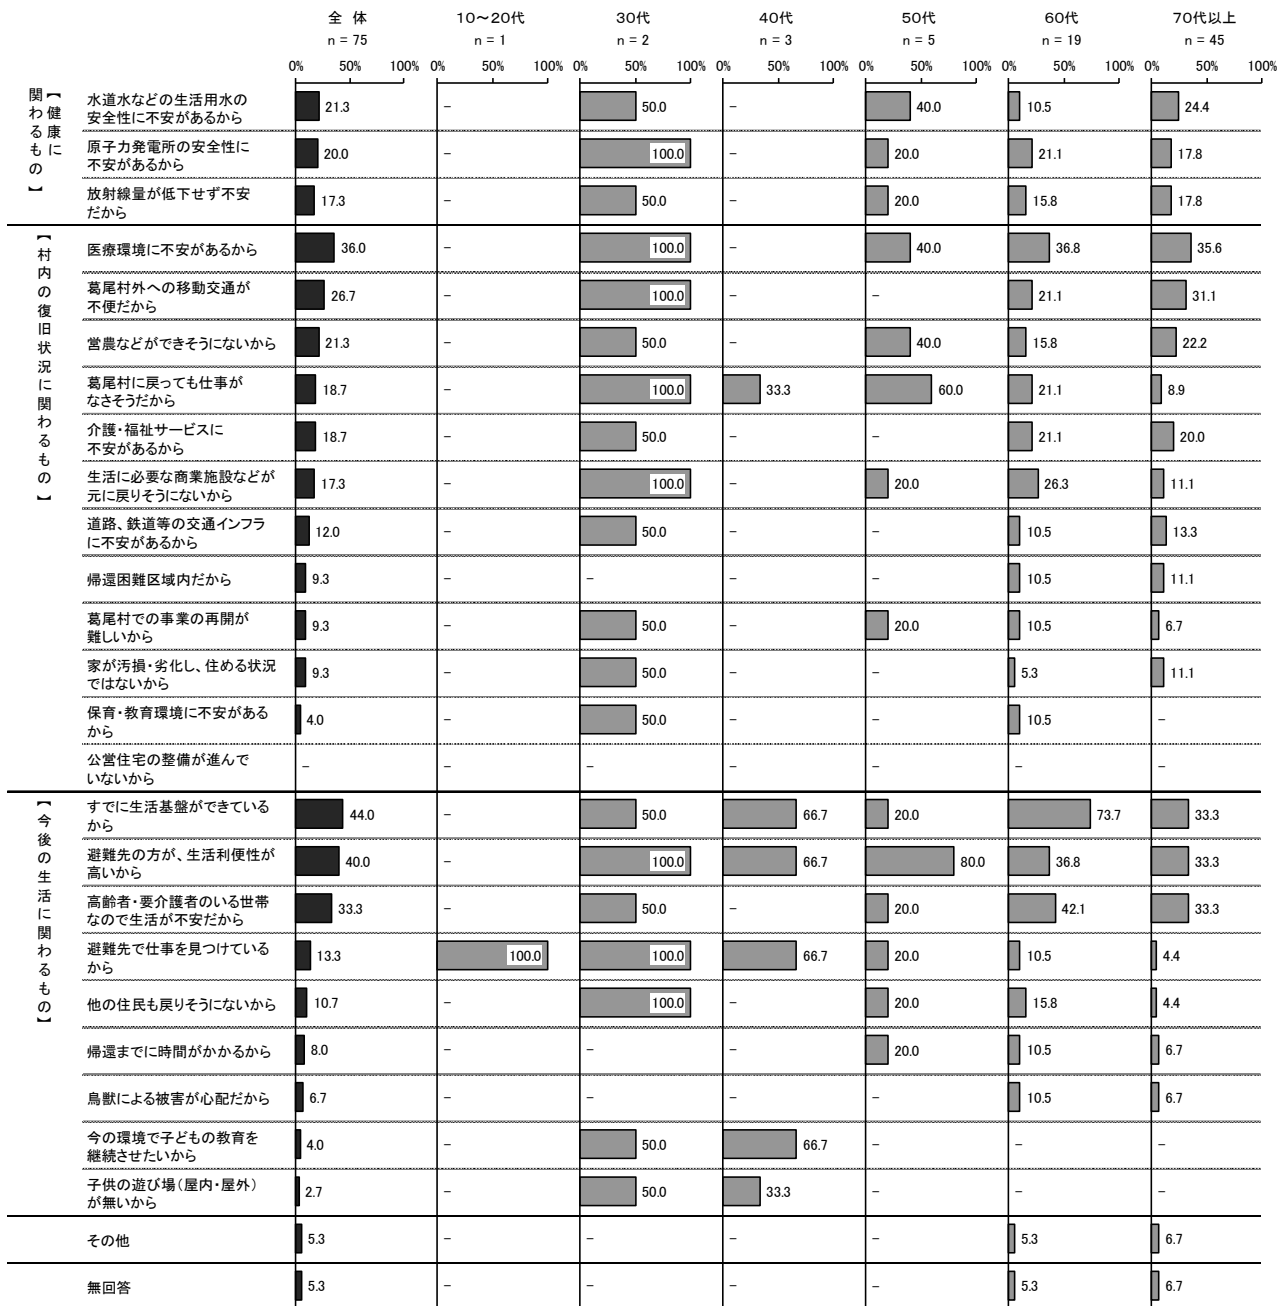 全 体 10～20代 30代 40代 50代 60代 70代以上
n = 75 n = 1 n = 2 n = 3 n = 5 n = 19 n = 45
0% 50% 100% 0% 50% 100% 0% 50% 100% 0% 50% 100% 0% 50% 100% 0% 50% 100% 0% 50% 100%
【健康に
関わるもの】
水道水などの生活用水の
安全性に不安があるから
21.3 – 50.0 – 40.0 10.5 24.4
原子力発電所の安全性に
不安があるから
20.0 – 100.0 – 20.0 21.1 17.8
放射線量が低下せず不安
だから
17.3 – 50.0 – 20.0 15.8 17.8
【村内の復旧状況に関わるもの】
医療環境に不安があるから
36.0 – 100.0 – 40.0 36.8 35.6
葛尾村外への移動交通が
不便だから
26.7 – 100.0 – – 21.1 31.1
営農などができそうにないから
21.3 – 50.0 – 40.0 15.8 22.2
葛尾村に戻っても仕事が
なさそうだから
18.7 – 100.0 33.3 60.0 21.1 8.9
介護・福祉サービスに
不安があるから
18.7 – 50.0 – – 21.1 20.0
生活に必要な商業施設などが
元に戻りそうにないから
17.3 – 100.0 – 20.0 26.3 11.1
道路、鉄道等の交通インフラ
に不安があるから
12.0 – 50.0 – – 10.5 13.3
帰還困難区域内だから
9.3 – – – – 10.5 11.1
葛尾村での事業の再開が
難しいから
9.3 – 50.0 – 20.0 10.5 6.7
家が汚損・劣化し、住める状況
ではないから
9.3 – 50.0 – – 5.3 11.1
保育・教育環境に不安がある
から
4.0 – 50.0 – – 10.5 –
公営住宅の整備が進んで
いないから
– – – – – – –
【今後の生活に関わるもの】
すでに生活基盤ができている
から
44.0 – 50.0 66.7 20.0 73.7 33.3
避難先の方が、生活利便性が
高いから
40.0 – 100.0 66.7 80.0 36.8 33.3
高齢者・要介護者のいる世帯
なので生活が不安だから
33.3 – 50.0 – 20.0 42.1 33.3
避難先で仕事を見つけている
から
13.3 100.0 100.0 66.7 20.0 10.5 4.4
他の住民も戻りそうにないから
10.7 – 100.0 – 20.0 15.8 4.4
帰還までに時間がかかるから
8.0 – – – 20.0 10.5 6.7
鳥獣による被害が心配だから
6.7 – – – – 10.5 6.7
今の環境で子どもの教育を
継続させたいから
4.0 – 50.0 66.7 – – –
子供の遊び場（屋内・屋外）
が無いから
2.7 – 50.0 33.3 – – –
その他
5.3 – – – – 5.3 6.7
無回答
5.3 – – – – 5.3 6.7